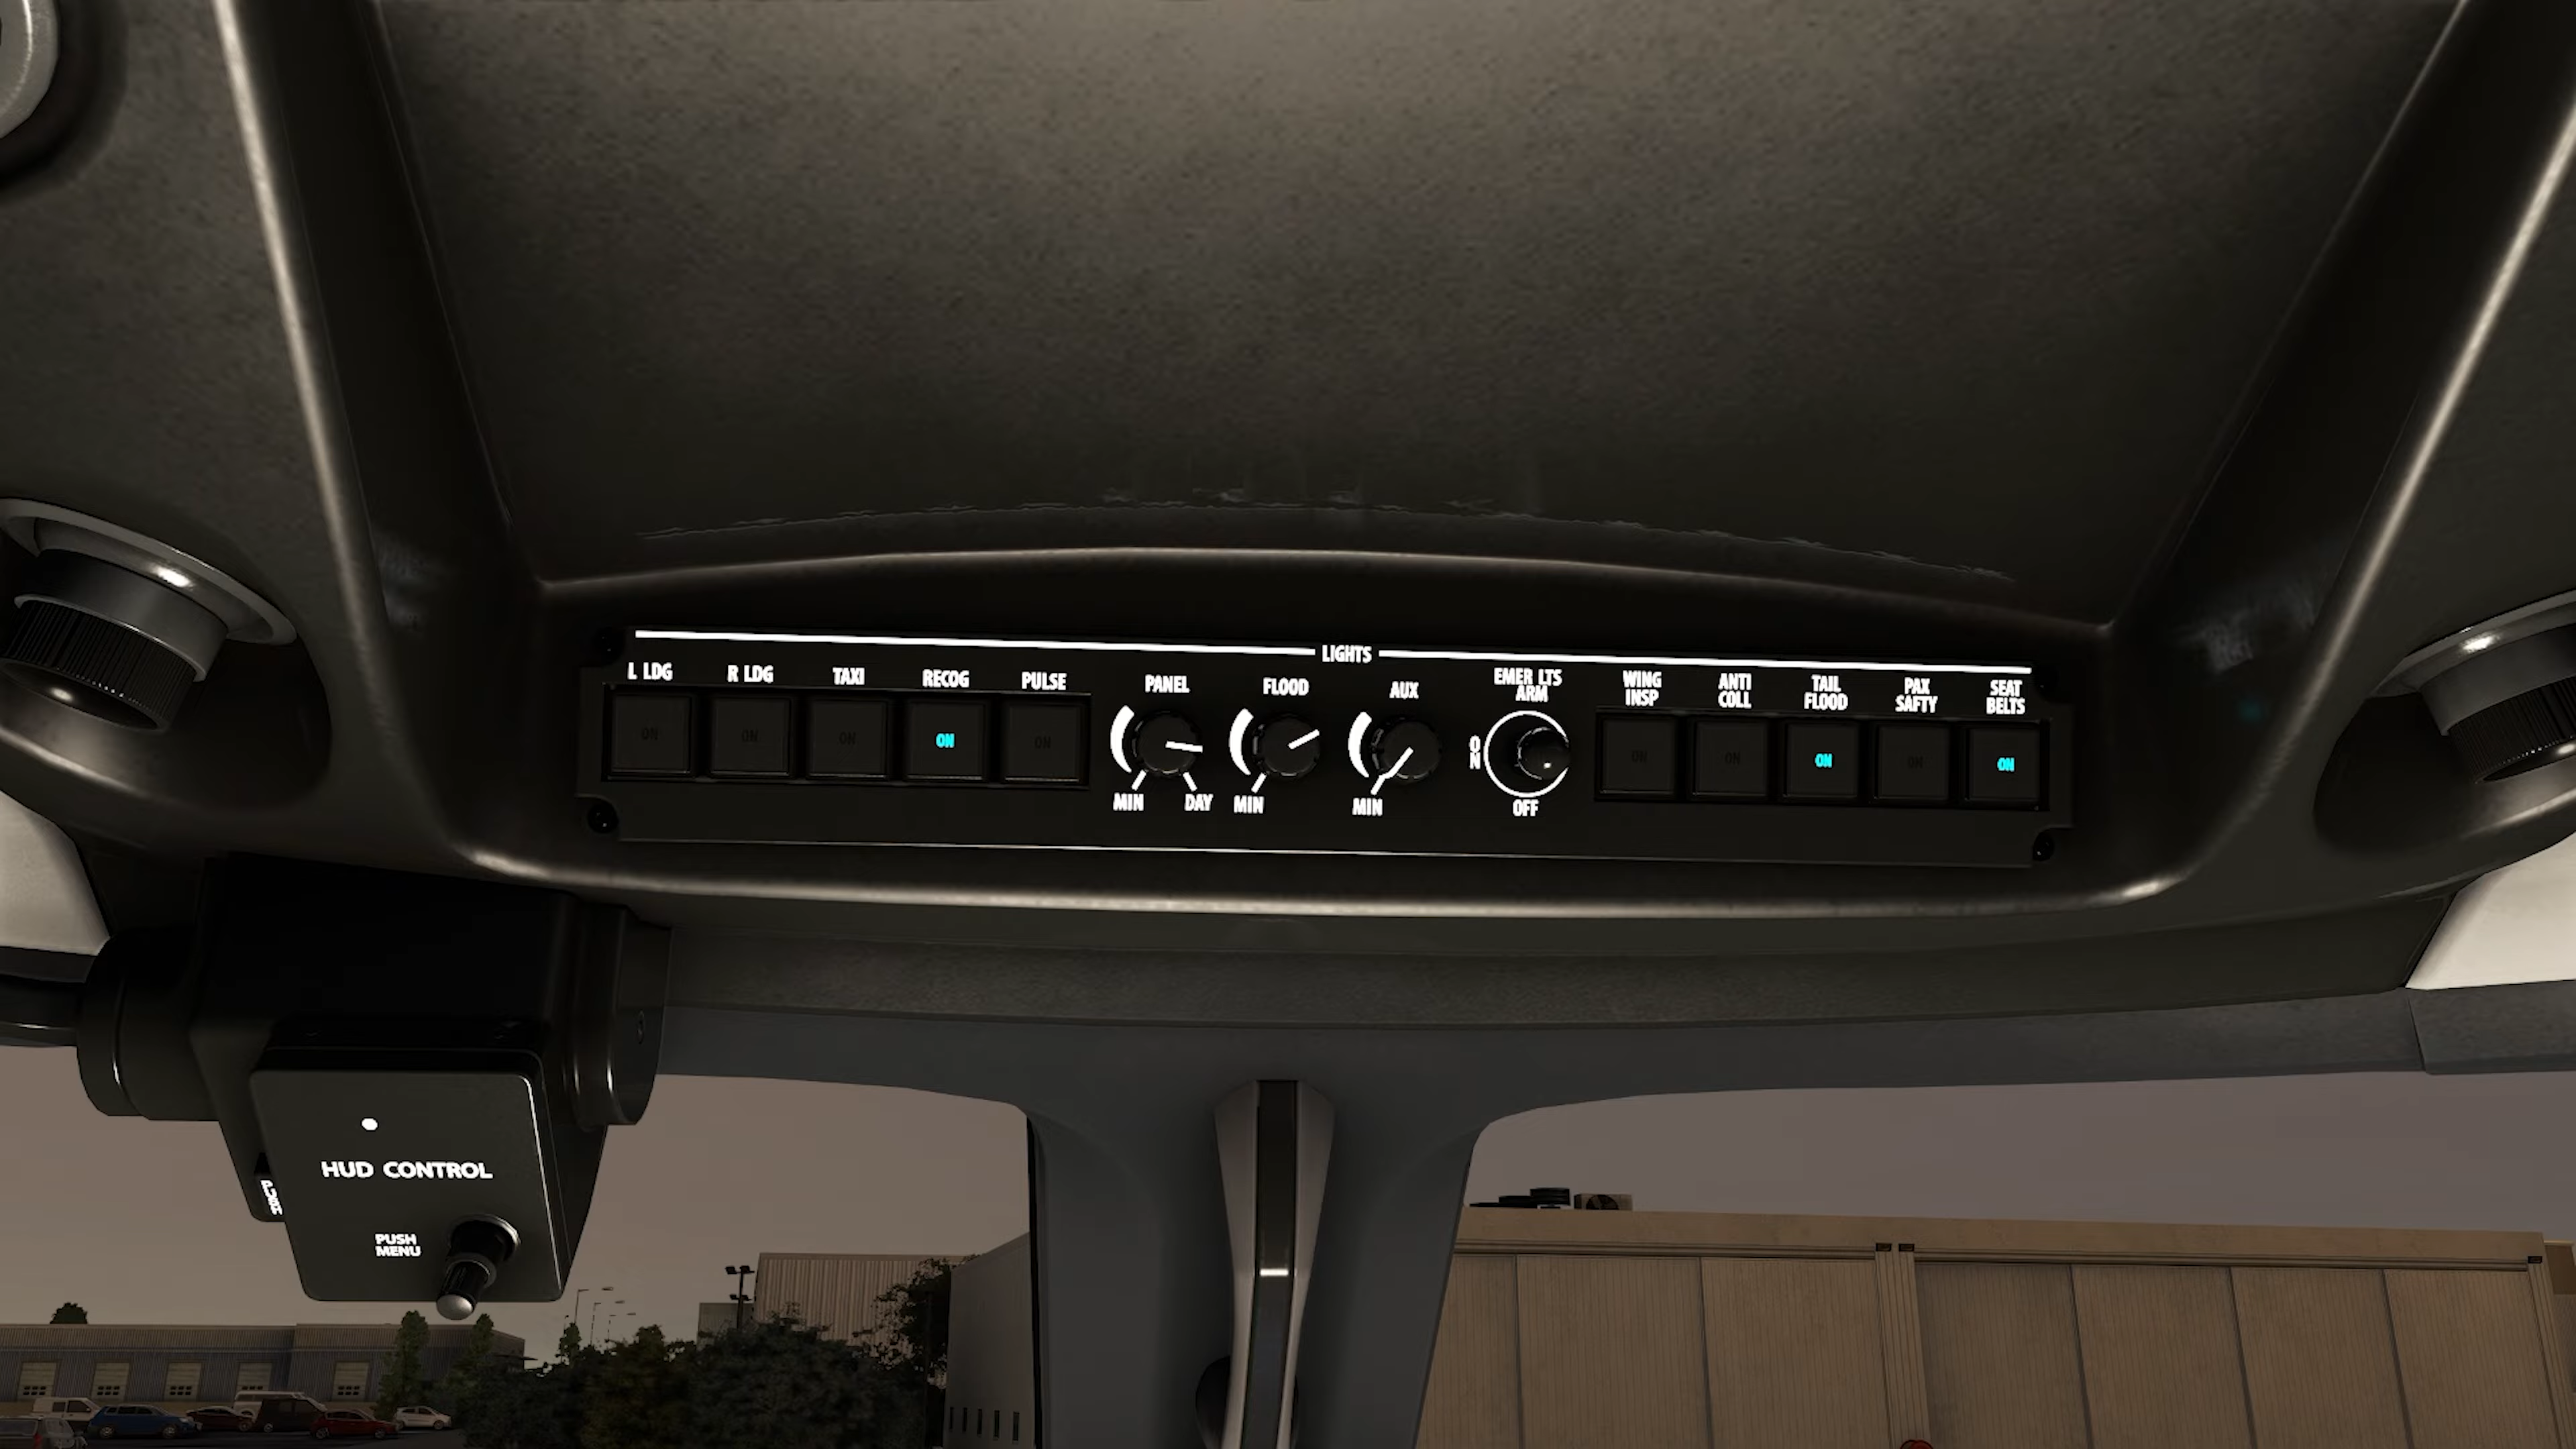 LIGHTS
L LDG
R LDG
TAXI
RECOG
PULSE
PANEL
FLOOD
AUX
EMER LTS
ARM
WING
INSP
ANTI
COLL
TAIL
FLOOD
PAX
SAFTY
SEAT
BELTS
ON
ON
ON
ON
ON
ON
ON
ON
ON
ON
ON
MIN
DAY
MIN
MIN
OFF
HUD CONTROL
PUSH
PUSH
MENU